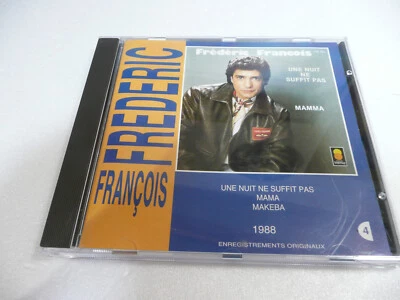 FREDERIC
FRANÇOIS
Frédéric François
UNE NUIT
NE
SUFFIT PAS
MAMMA
UNE NUIT NE SUFFIT PAS
MAMA
MAKEBA
1988
ENREGISTREMENTS ORIGINAUX
4